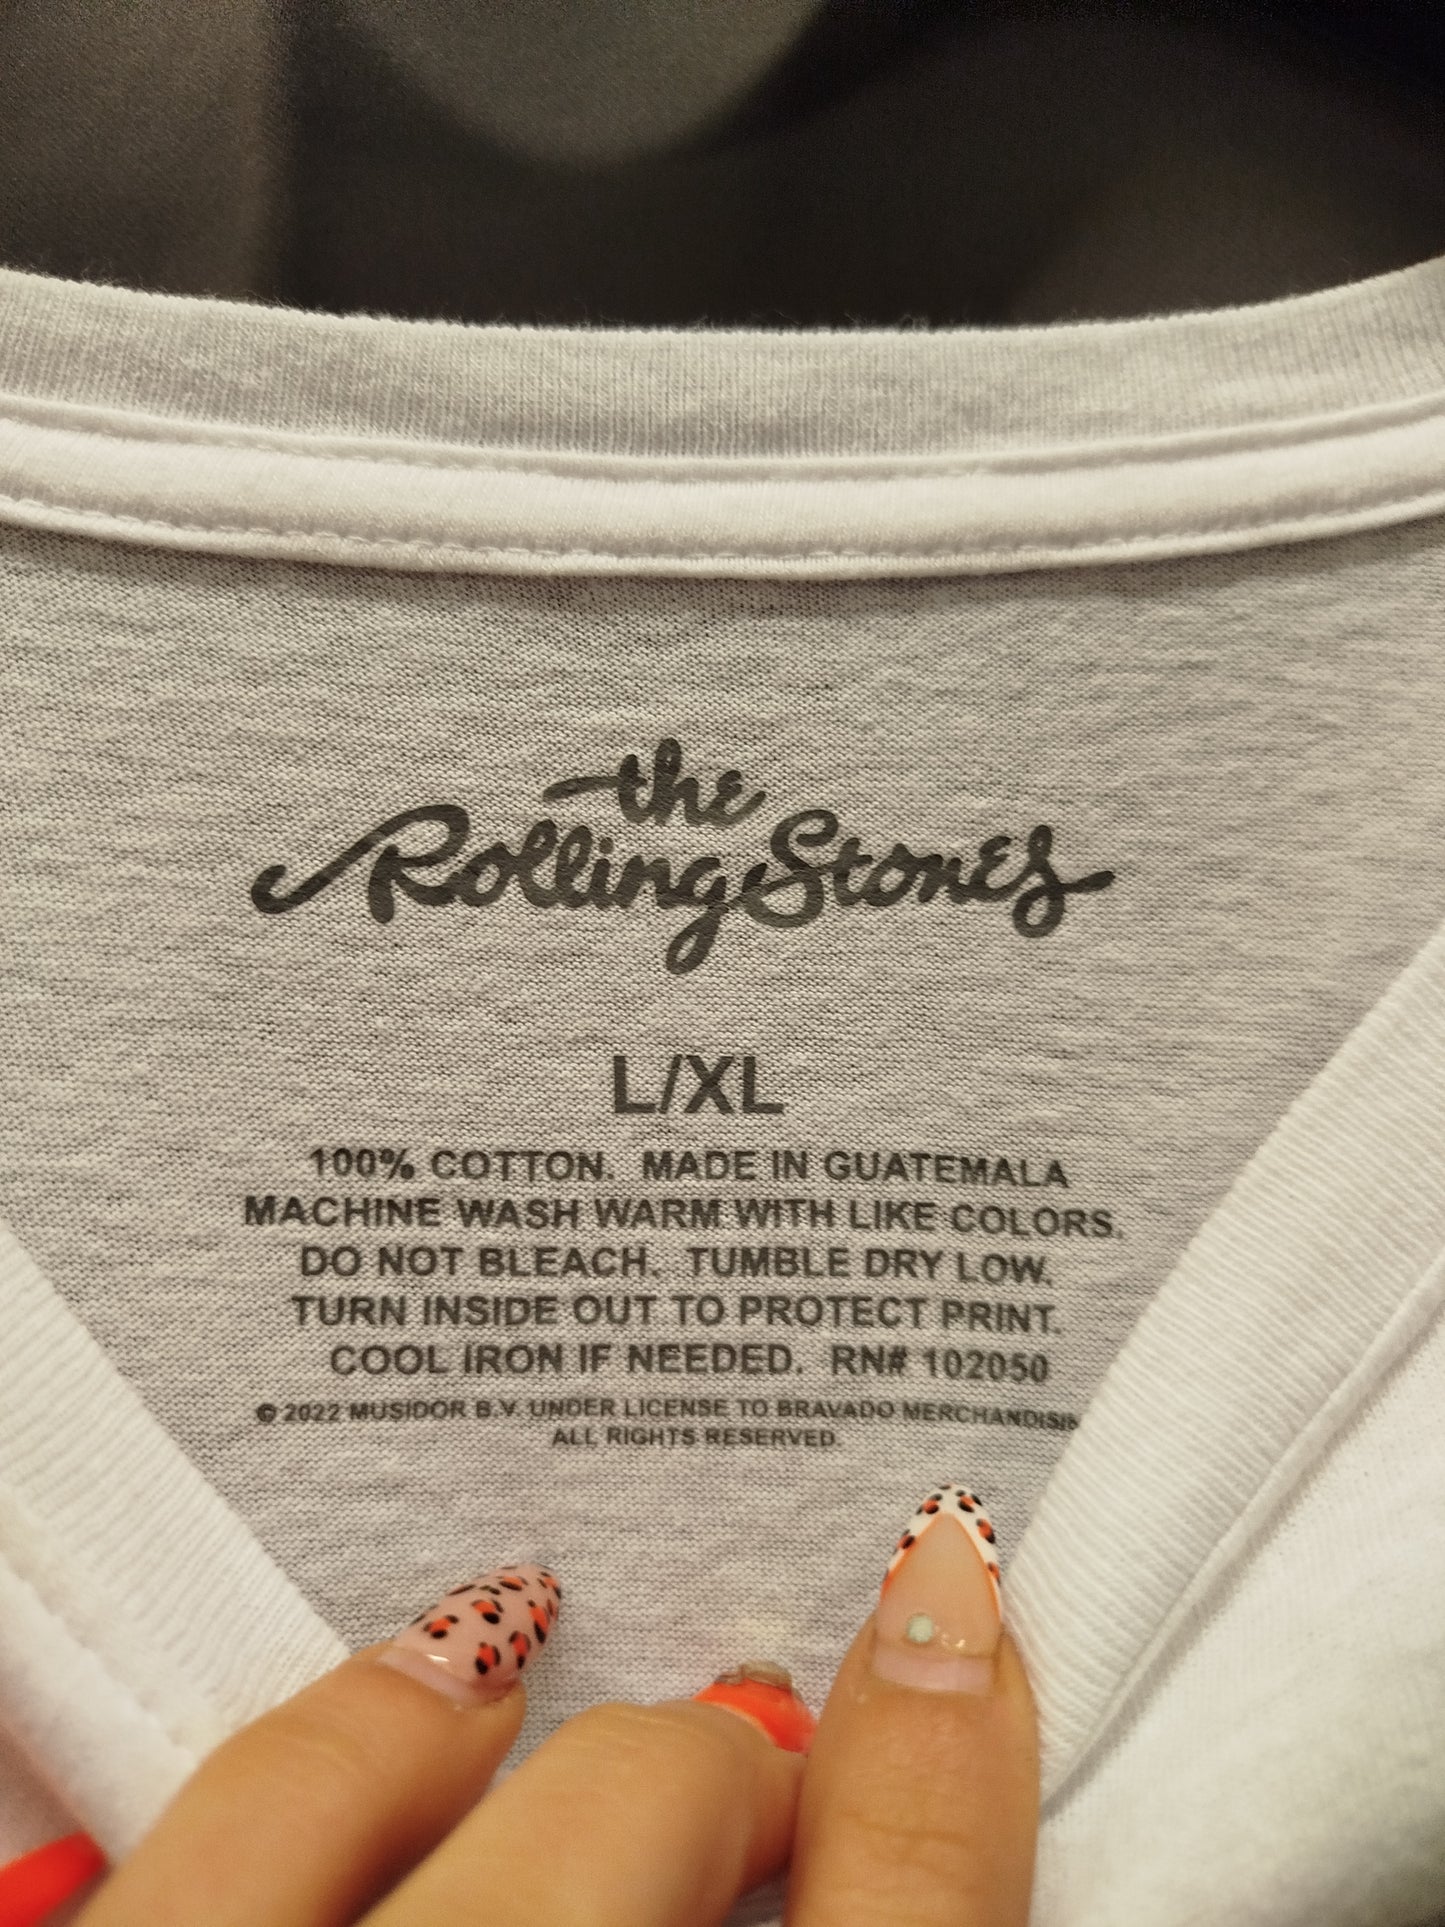 the
Rolling Stones
L/XL
100% COTTON. MADE IN GUATEMALA
MACHINE WASH WARM WITH LIKE COLORS.
DO NOT BLEACH. TUMBLE DRY LOW.
TURN INSIDE OUT TO PROTECT PRINT.
COOL IRON IF NEEDED. RN# 102050
© 2022 MUSIDOR B.V. UNDER LICENSE TO BRAVADO
ALL RIGHTS RESERVED.